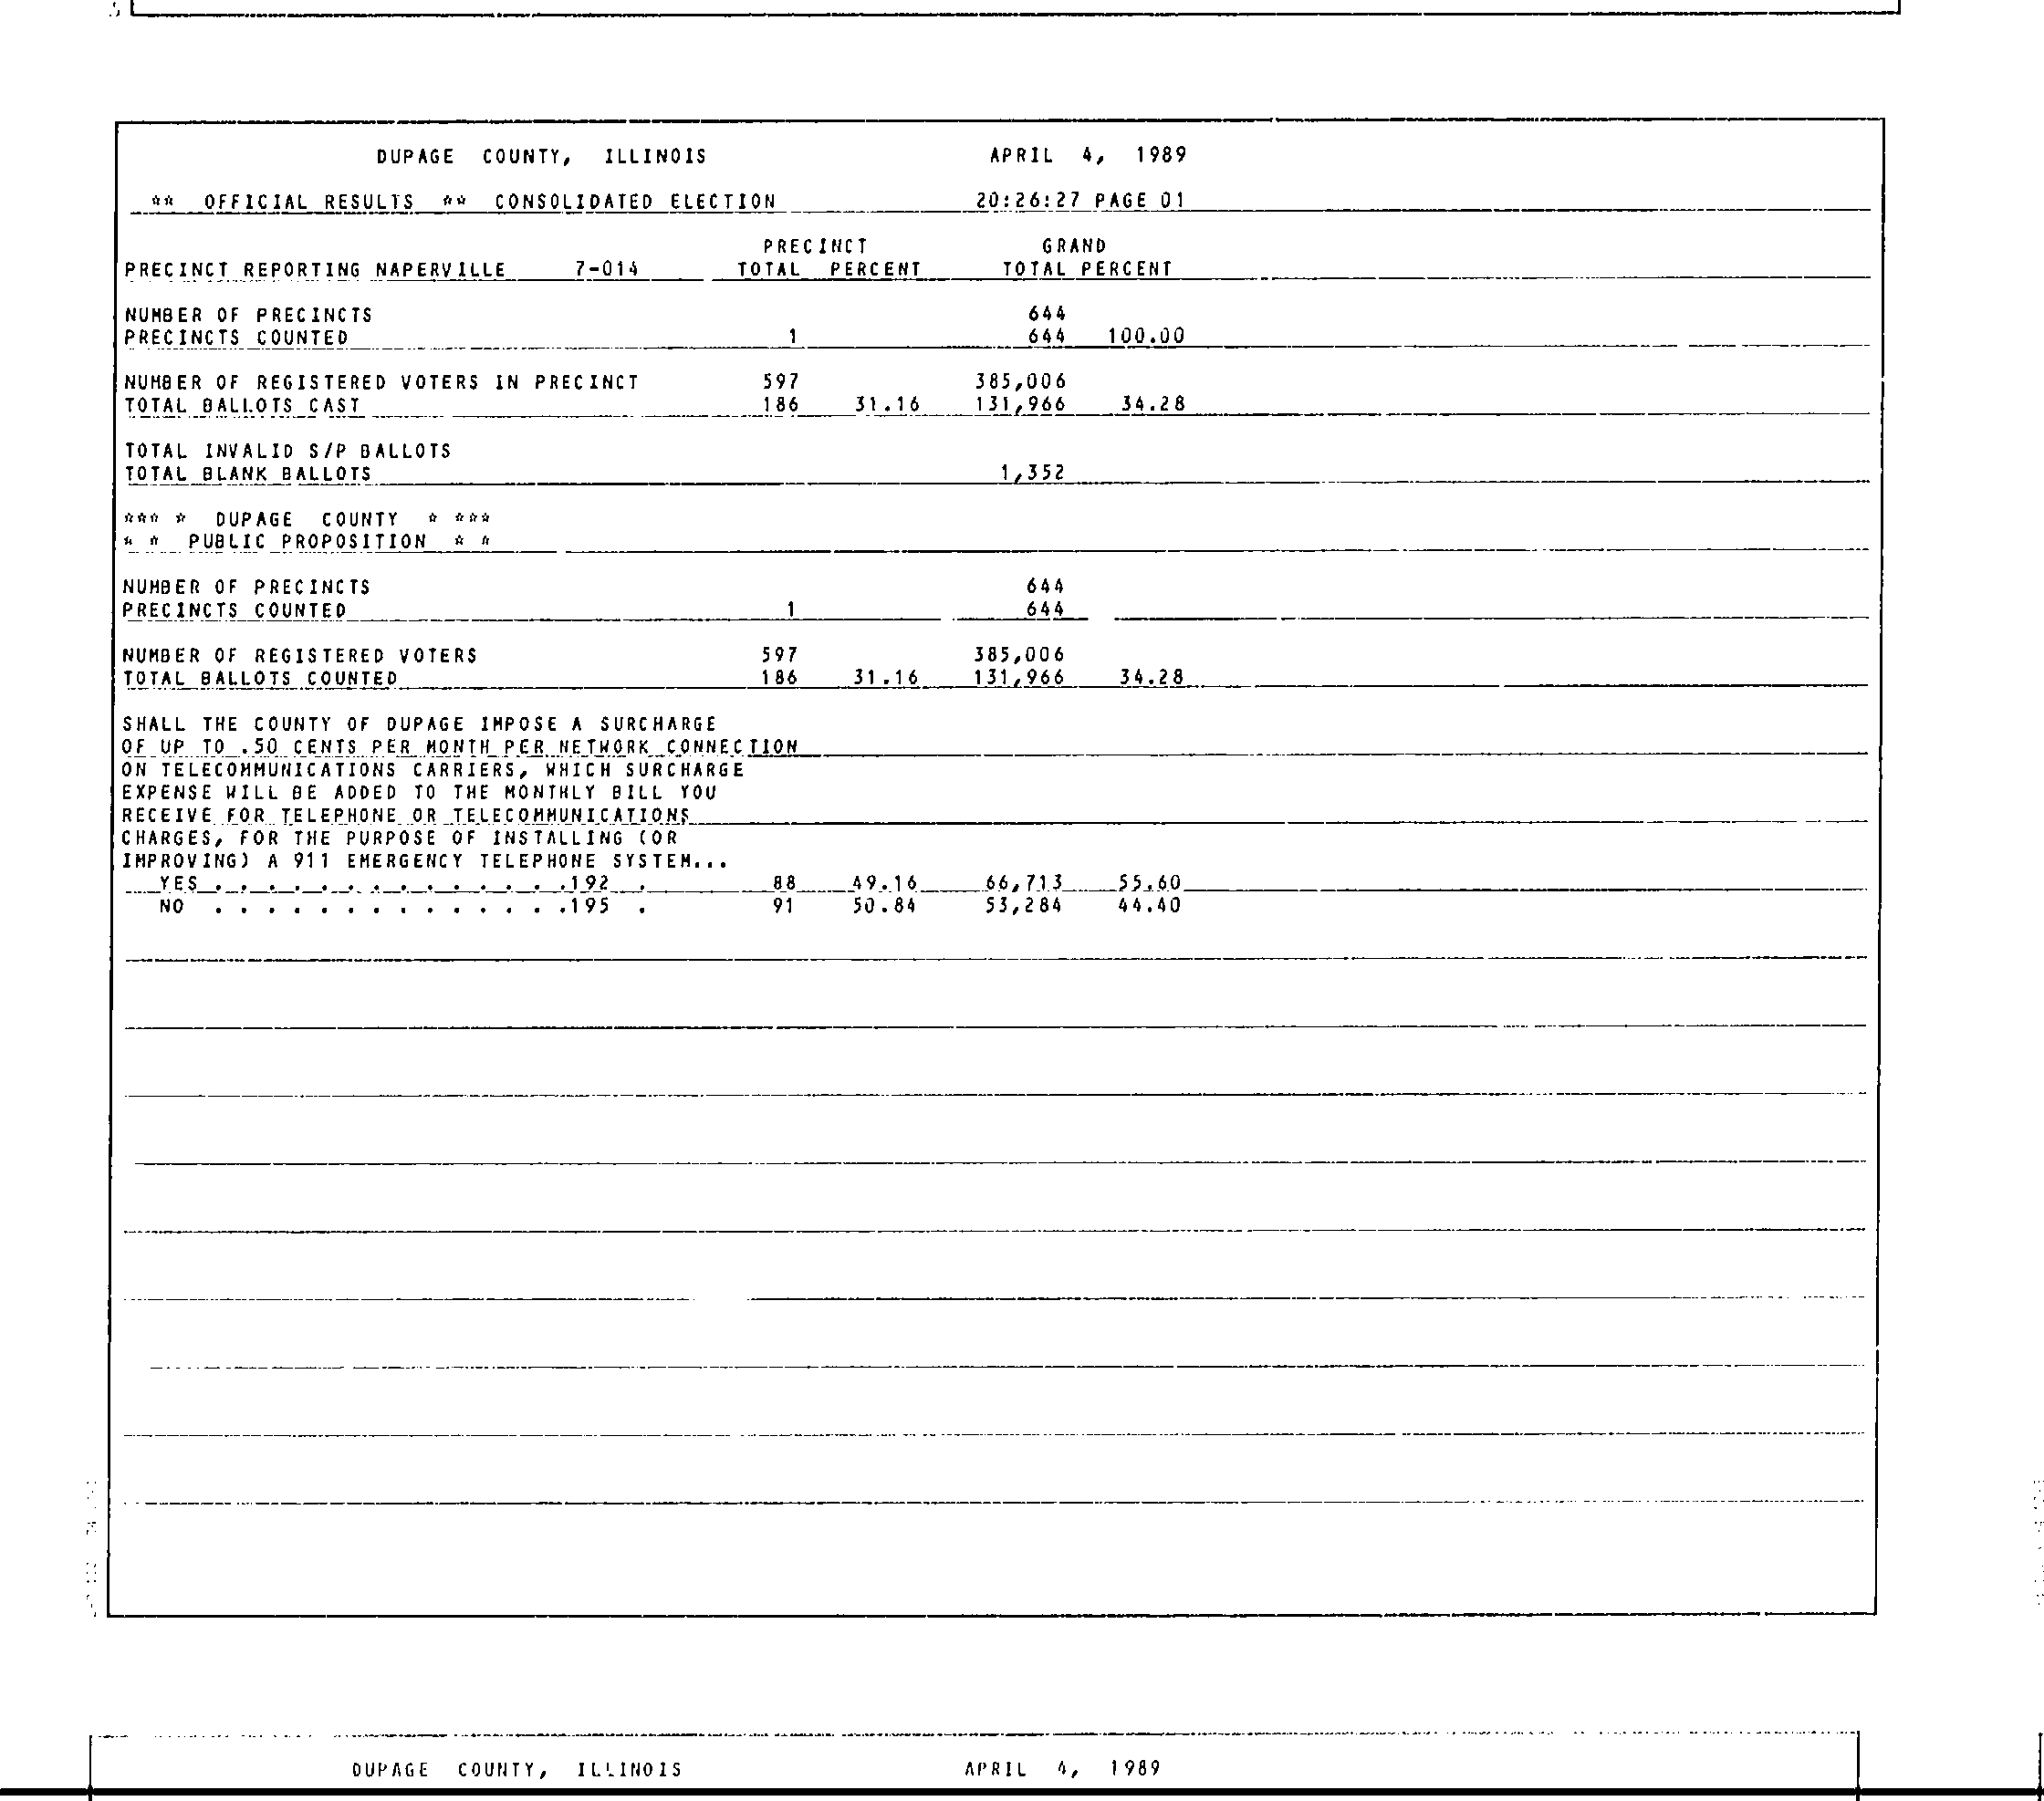 DUPAGE COUNTY, ILLINOIS APRIL 4, 1989
** OFFICIAL RESULTS ** CONSOLIDATED ELECTION 20:26:27 PAGE 01
PRECINCT GRAND
PRECINCT REPORTING NAPERVILLE 7-014 TOTAL PERCENT TOTAL PERCENT
NUMBER OF PRECINCTS 644
PRECINCTS COUNTED 1 644 100.00
NUMBER OF REGISTERED VOTERS IN PRECINCT 597 385,006
TOTAL BALLOTS CAST 186 31.16 131,966 34.28
TOTAL INVALID S/P BALLOTS
TOTAL BLANK BALLOTS 1,352
*** * DUPAGE COUNTY * ***
* * PUBLIC PROPOSITION * *
NUMBER OF PRECINCTS 644
PRECINCTS COUNTED 1 644
NUMBER OF REGISTERED VOTERS 597 385,006
TOTAL BALLOTS COUNTED 186 31.16 131,966 34.28
SHALL THE COUNTY OF DUPAGE IMPOSE A SURCHARGE
OF UP TO .50 CENTS PER MONTH PER NETWORK CONNECTION
ON TELECOMMUNICATIONS CARRIERS, WHICH SURCHARGE
EXPENSE WILL BE ADDED TO THE MONTHLY BILL YOU
RECEIVE FOR TELEPHONE OR TELECOMMUNICATIONS
CHARGES, FOR THE PURPOSE OF INSTALLING (OR
IMPROVING) A 911 EMERGENCY TELEPHONE SYSTEM...
YES . . . . . . . . . . . . . .192 . 88 49.16 66,713 55.60
NO . . . . . . . . . . . . . .195 . 91 50.84 53,284 44.40
DUPAGE COUNTY, ILLINOIS APRIL 4, 1989